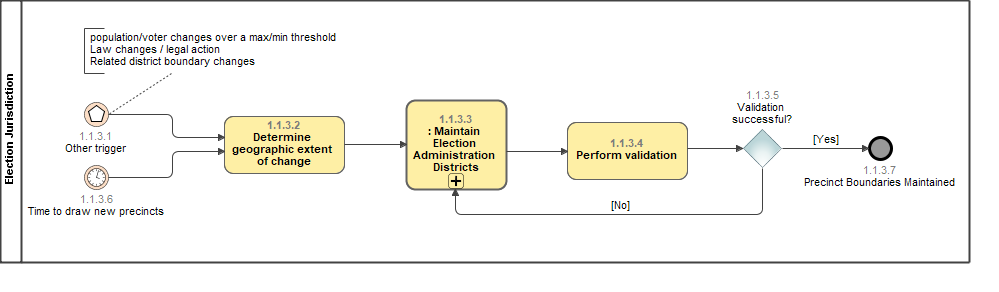 Election Jurisdiction
population/voter changes over a max/min threshold
Law changes / legal action
Related district boundary changes
1.1.3.1
Other trigger
1.1.3.6
Time to draw new precincts
1.1.3.2
Determine
geographic extent
of change
1.1.3.3
: Maintain
Election
Administration
Districts
1.1.3.4
Perform validation
1.1.3.5
Validation
successful?
[Yes]
[No]
1.1.3.7
Precinct Boundaries Maintained